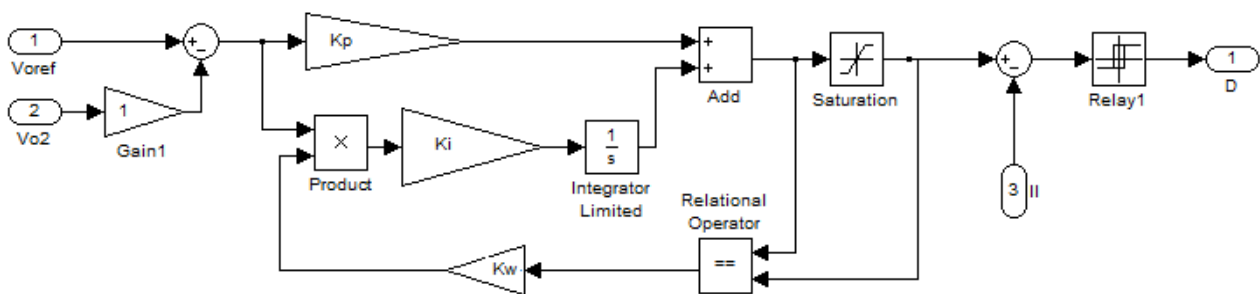 1
Voref
2
Vo2
1
Gain1
Kp
×
Product
Ki
1
s
Integrator
Limited
+
+
Add
Saturation
Relational
Operator
==
Kw
+
−
+
−
3
Il
Relay1
1
D